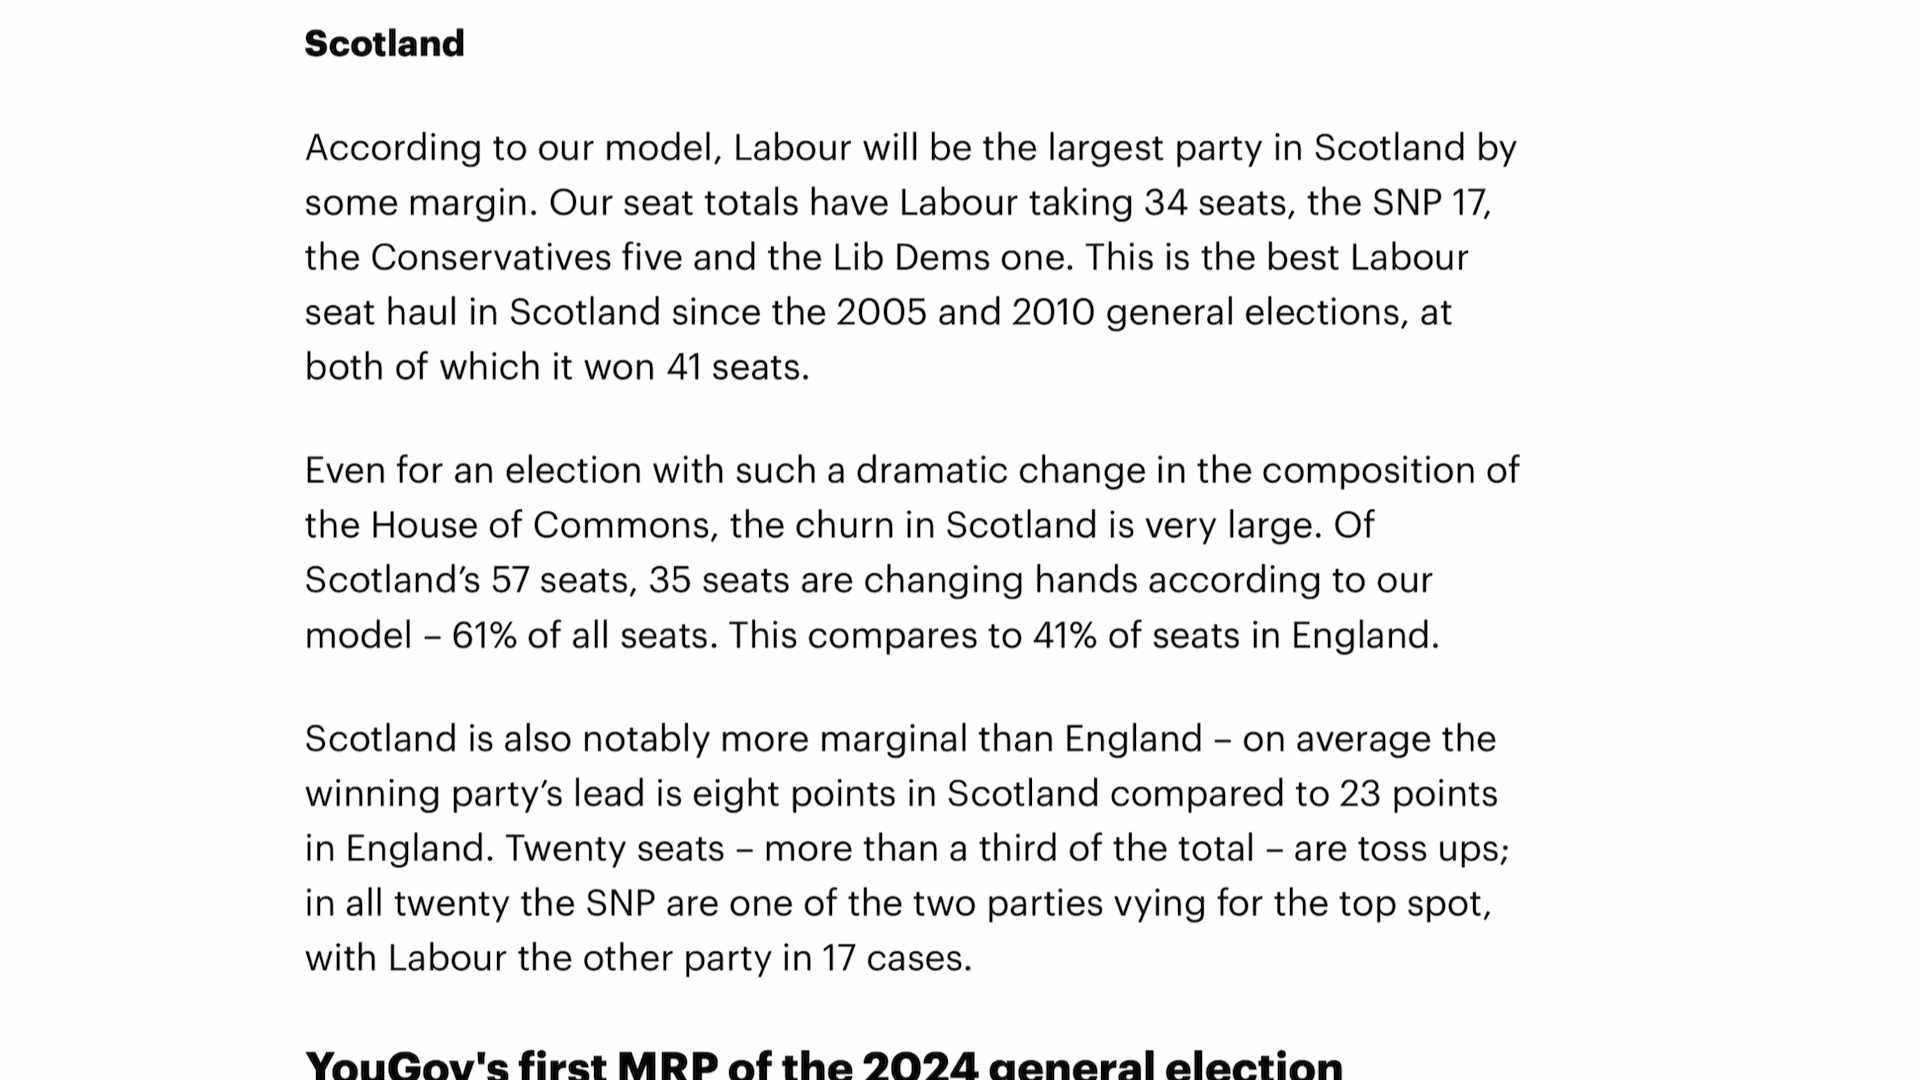 Scotland
According to our model, Labour will be the largest party in Scotland by
some margin. Our seat totals have Labour taking 34 seats, the SNP 17,
the Conservatives five and the Lib Dems one. This is the best Labour
seat haul in Scotland since the 2005 and 2010 general elections, at
both of which it won 41 seats.
Even for an election with such a dramatic change in the composition of
the House of Commons, the churn in Scotland is very large. Of
Scotland’s 57 seats, 35 seats are changing hands according to our
model – 61% of all seats. This compares to 41% of seats in England.
Scotland is also notably more marginal than England – on average the
winning party’s lead is eight points in Scotland compared to 23 points
in England. Twenty seats – more than a third of the total – are toss ups;
in all twenty the SNP are one of the two parties vying for the top spot,
with Labour the other party in 17 cases.
YouGov's first MRP of the 2024 general election